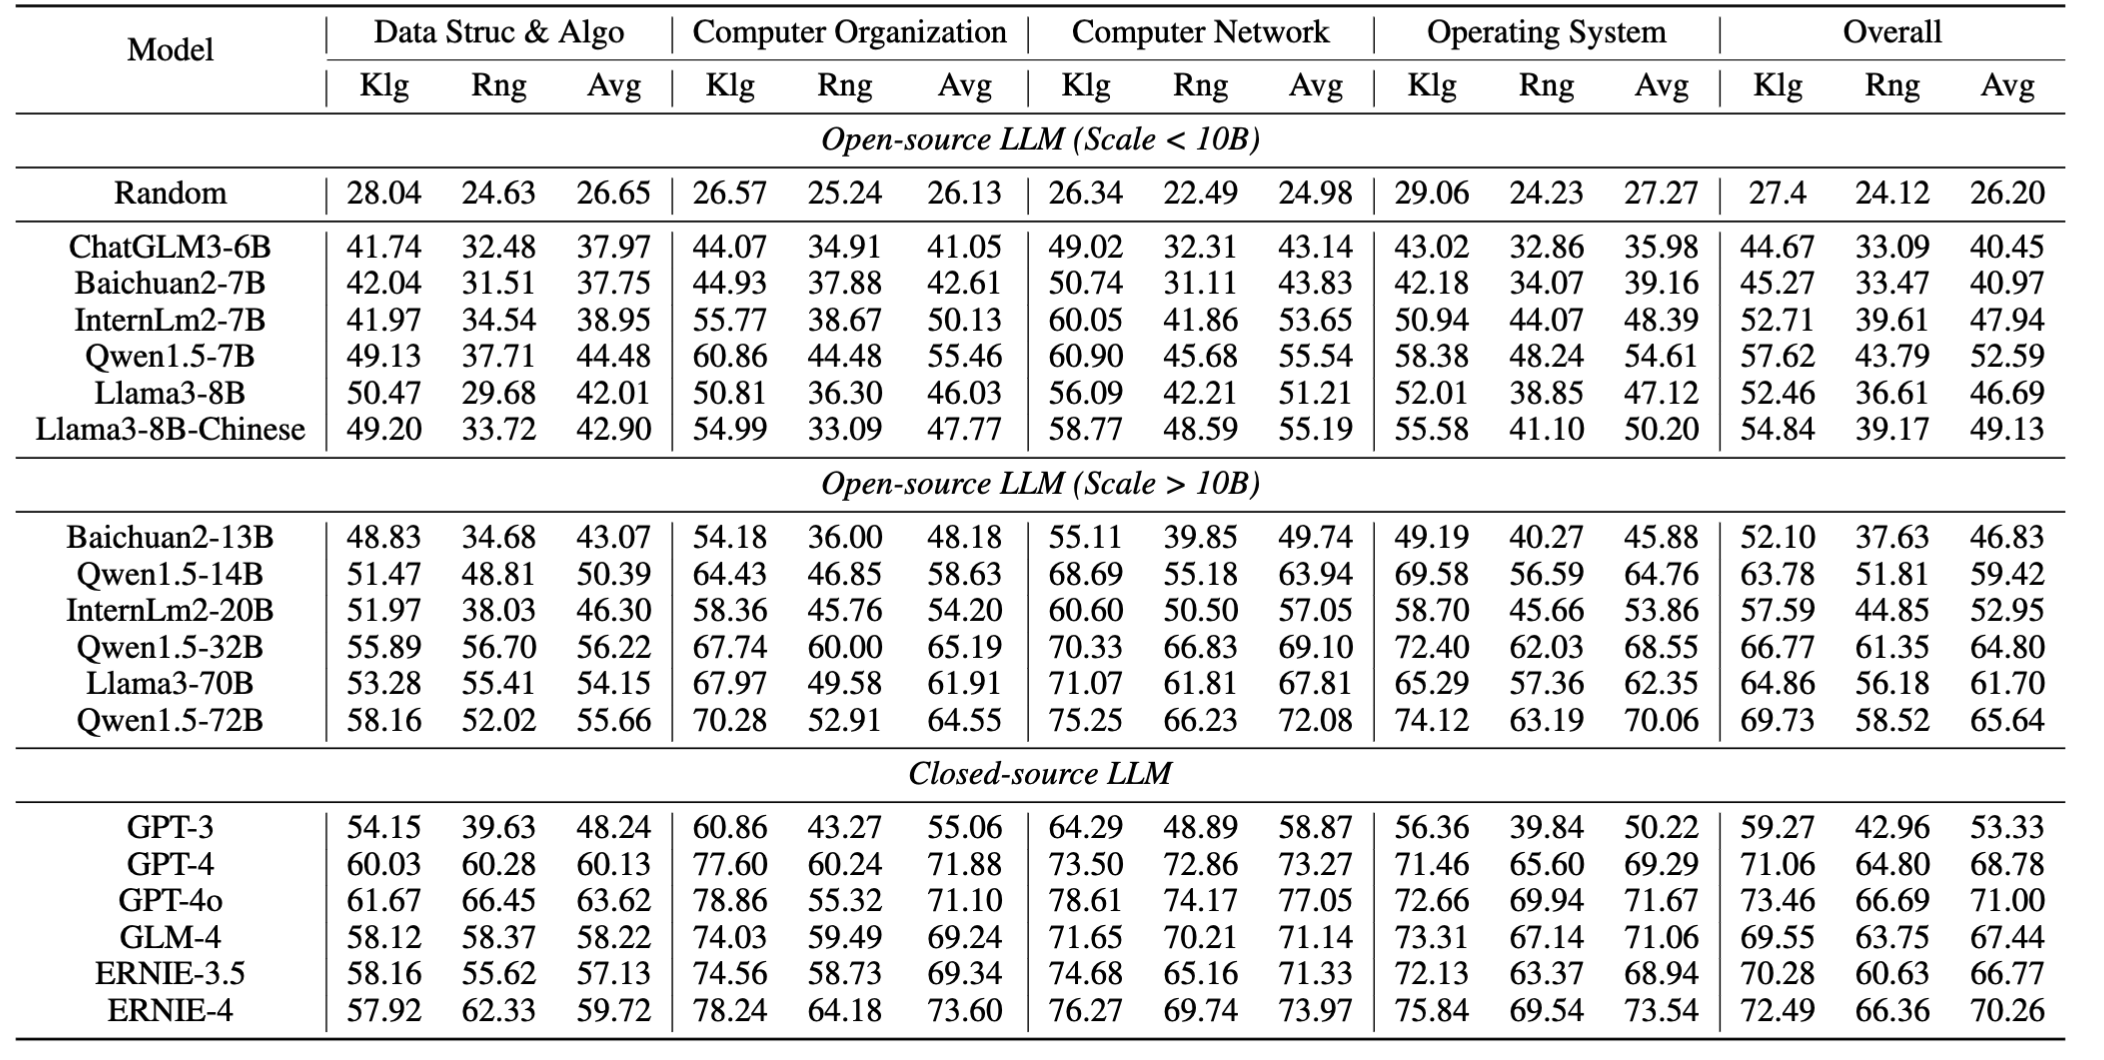 Model Data Struc & Algo Computer Organization Computer Network Operating System Overall
Klg Rng Avg Klg Rng Avg Klg Rng Avg Klg Rng Avg Klg Rng Avg
Open-source LLM (Scale < 10B)
Random 28.04 24.63 26.65 26.57 25.24 26.13 26.34 22.49 24.98 29.06 24.23 27.27 27.4 24.12 26.20
ChatGLM3-6B 41.74 32.48 37.97 44.07 34.91 41.05 49.02 32.31 43.14 43.02 32.86 35.98 44.67 33.09 40.45
Baichuan2-7B 42.04 31.51 37.75 44.93 37.88 42.61 50.74 31.11 43.83 42.18 34.07 39.16 45.27 33.47 40.97
InternLm2-7B 41.97 34.54 38.95 55.77 38.67 50.13 60.05 41.86 53.65 50.94 44.07 48.39 52.71 39.61 47.94
Qwen1.5-7B 49.13 37.71 44.48 60.86 44.48 55.46 60.90 45.68 55.54 58.38 48.24 54.61 57.62 43.79 52.59
Llama3-8B 50.47 29.68 42.01 50.81 36.30 46.03 56.09 42.21 51.21 52.01 38.85 47.12 52.46 36.61 46.69
Llama3-8B-Chinese 49.20 33.72 42.90 54.99 33.09 47.77 58.77 48.59 55.19 55.58 41.10 50.20 54.84 39.17 49.13
Open-source LLM (Scale > 10B)
Baichuan2-13B 48.83 34.68 43.07 54.18 36.00 48.18 55.11 39.85 49.74 49.19 40.27 45.88 52.10 37.63 46.83
Qwen1.5-14B 51.47 48.81 50.39 64.43 46.85 58.63 68.69 55.18 63.94 69.58 56.59 64.76 63.78 51.81 59.42
InternLm2-20B 51.97 38.03 46.30 58.36 45.76 54.20 60.60 50.50 57.05 58.70 45.66 53.86 57.59 44.85 52.95
Qwen1.5-32B 55.89 56.70 56.22 67.74 60.00 65.19 70.33 66.83 69.10 72.40 62.03 68.55 66.77 61.35 64.80
Llama3-70B 53.28 55.41 54.15 67.97 49.58 61.91 71.07 61.81 67.81 65.29 57.36 62.35 64.86 56.18 61.70
Qwen1.5-72B 58.16 52.02 55.66 70.28 52.91 64.55 75.25 66.23 72.08 74.12 63.19 70.06 69.73 58.52 65.64
Closed-source LLM
GPT-3 54.15 39.63 48.24 60.86 43.27 55.06 64.29 48.89 58.87 56.36 39.84 50.22 59.27 42.96 53.33
GPT-4 60.03 60.28 60.13 77.60 60.24 71.88 73.50 72.86 73.27 71.46 65.60 69.29 71.06 64.80 68.78
GPT-4o 61.67 66.45 63.62 78.86 55.32 71.10 78.61 74.17 77.05 72.66 69.94 71.67 73.46 66.69 71.00
GLM-4 58.12 58.37 58.22 74.03 59.49 69.24 71.65 70.21 71.14 73.31 67.14 71.06 69.55 63.75 67.44
ERNIE-3.5 58.16 55.62 57.13 74.56 58.73 69.34 74.68 65.16 71.33 72.13 63.37 68.94 70.28 60.63 66.77
ERNIE-4 57.92 62.33 59.72 78.24 64.18 73.60 76.27 69.74 73.97 75.84 69.54 73.54 72.49 66.36 70.26